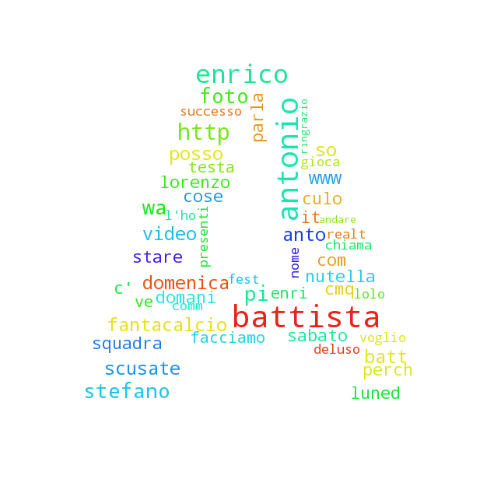 enrico
foto
successo
parla
antonio
ringrazio
http
posso
so
testa
gioca
lorenzo
www
cose
culo
wa
l'ho
presenti
it
andare
video
anto
realt
chiama
stare
nome
com
domenica
fest
nutella
c'
domani
pi
enri
cmq
lolo
ve
comm
battista
fantacalcio
facciamo
sabato
voglio
squadra
deluso
batt
scusate
perch
stefano
luned